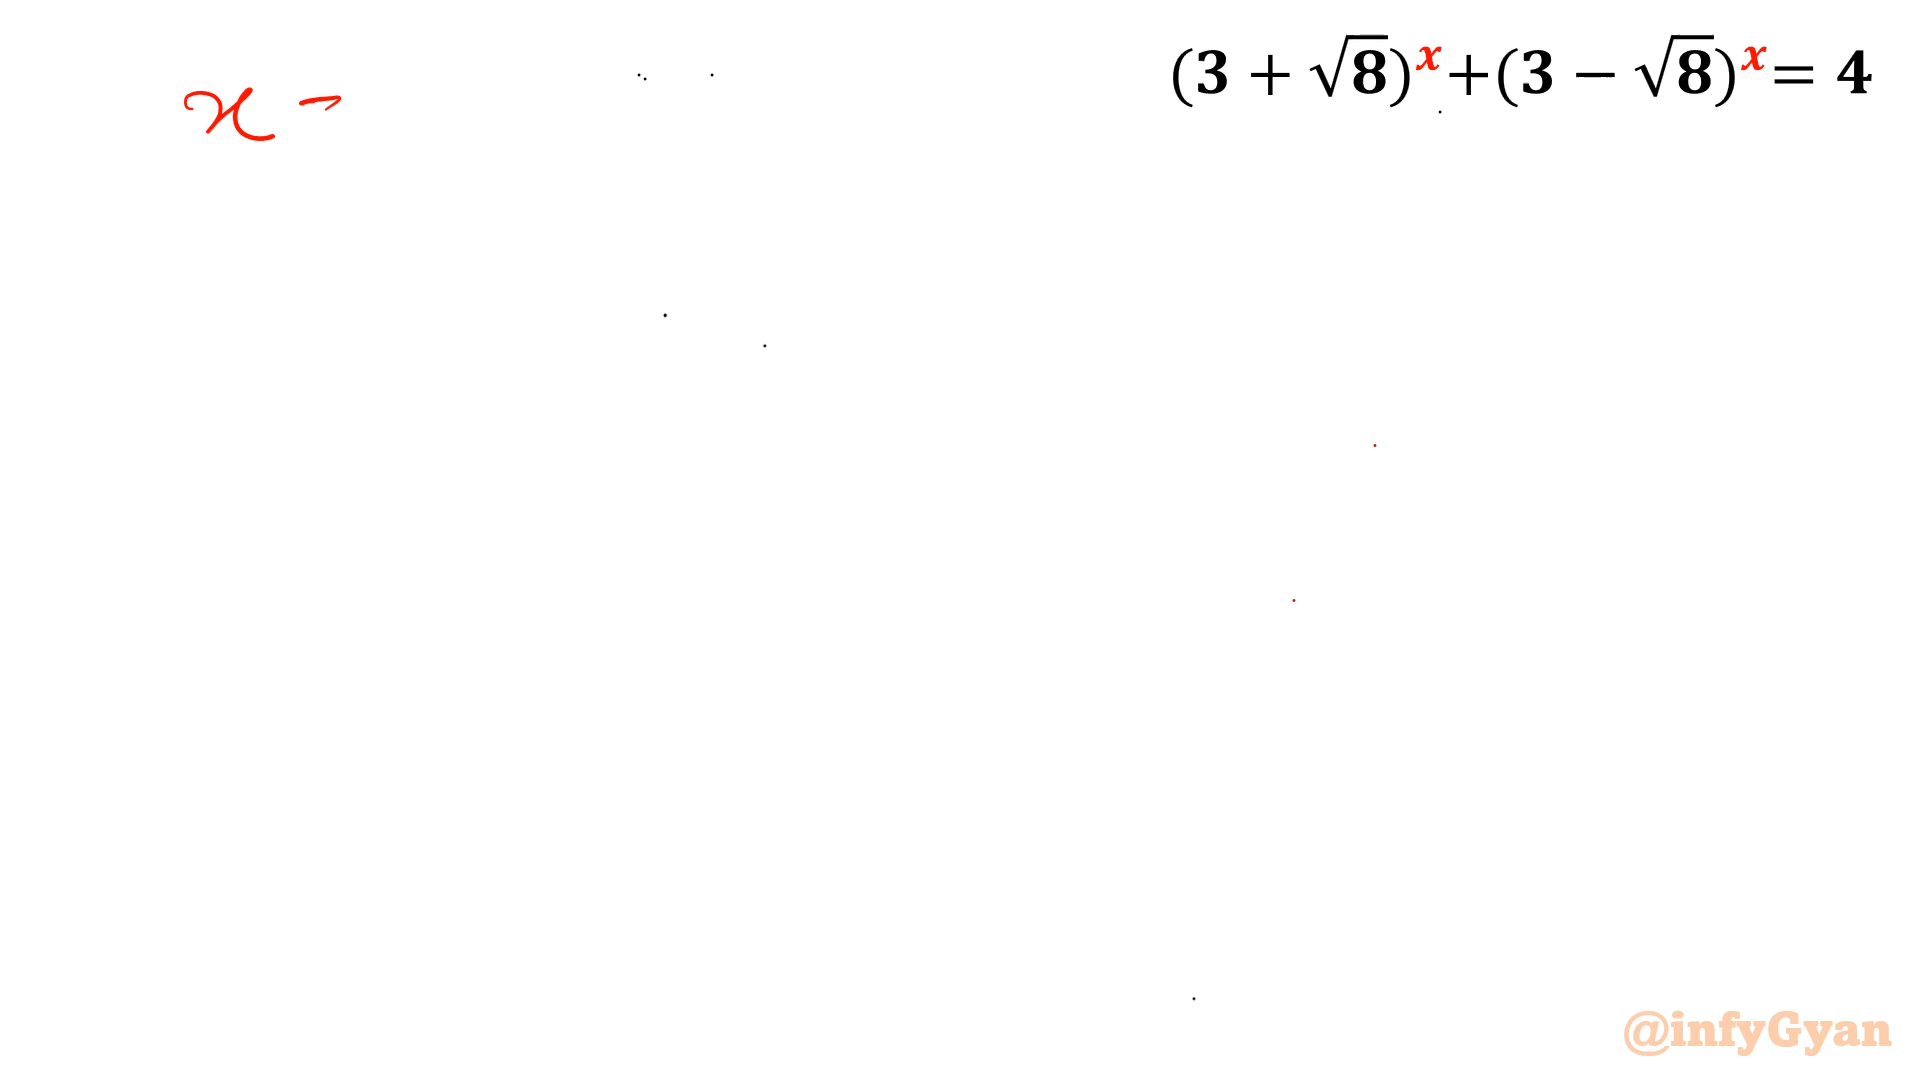 (3 + √8)^x+(3 − √8)^x= 4
x =
@infyGyan